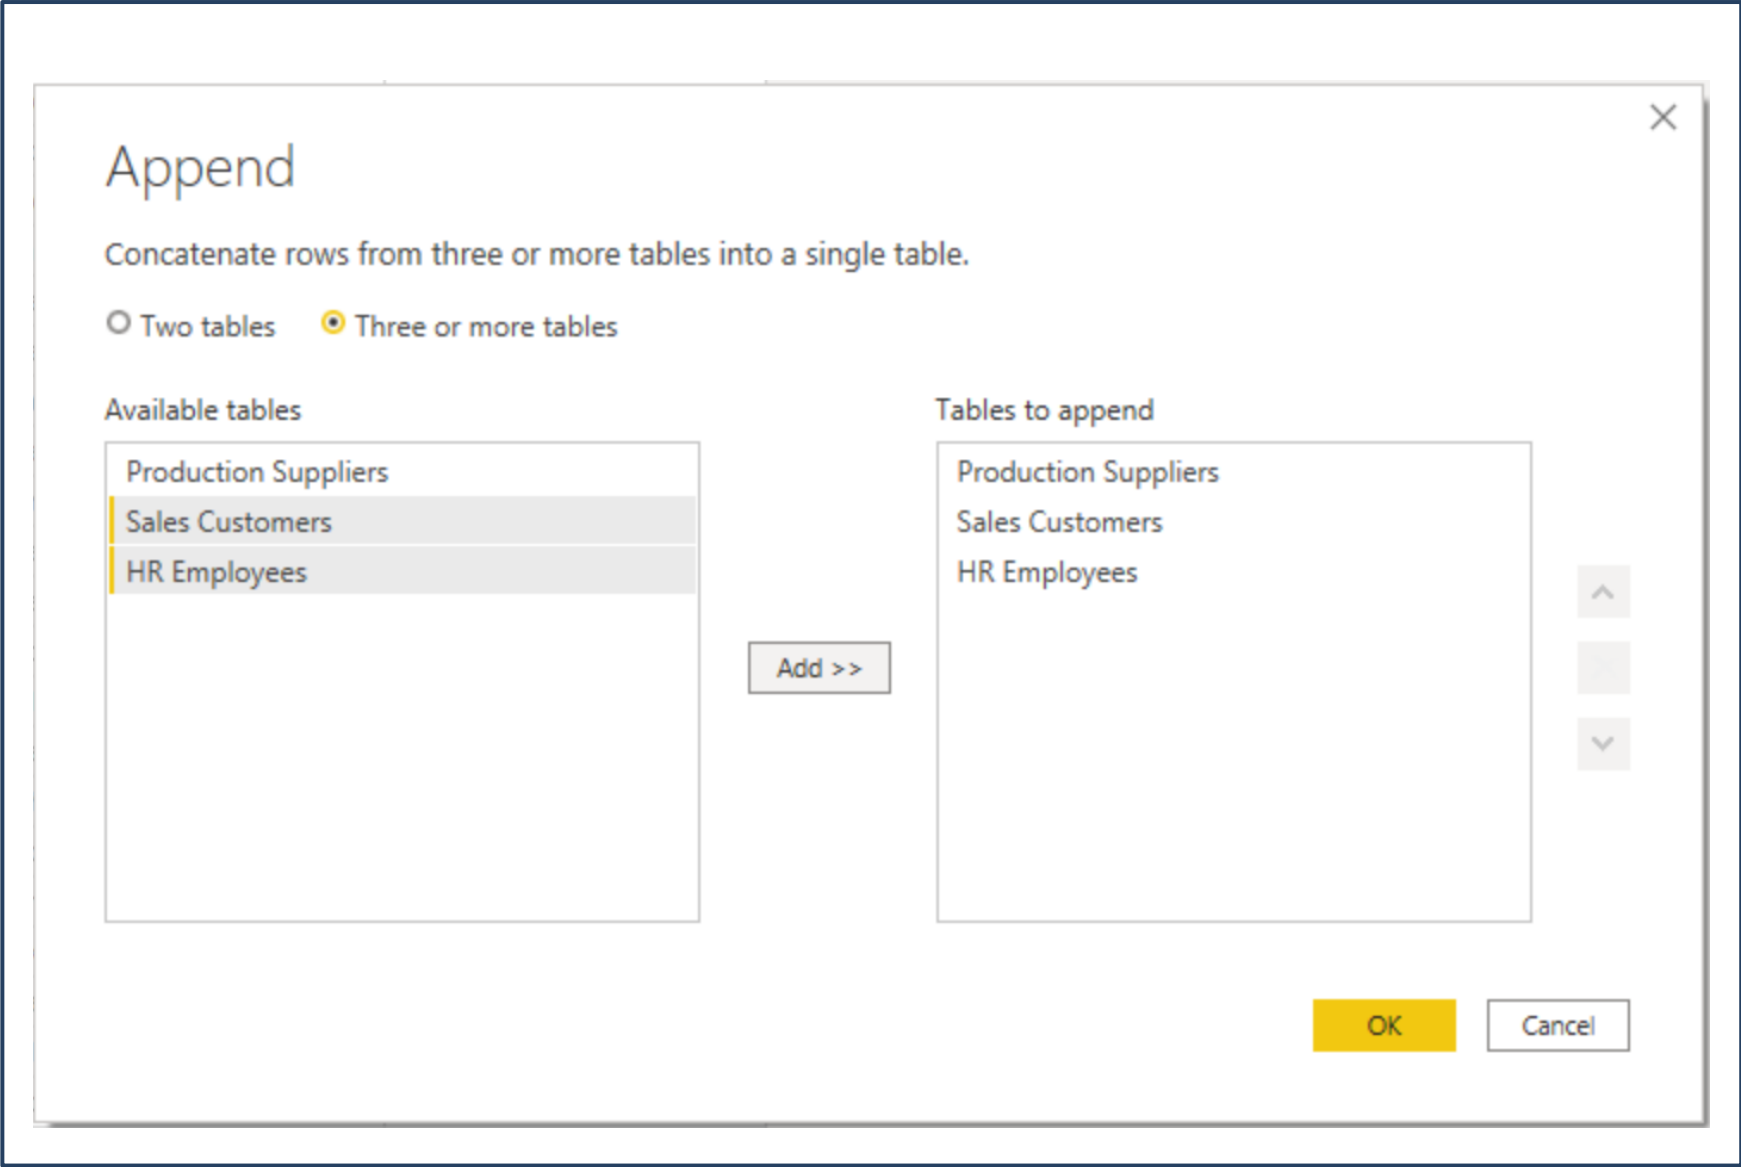 Append
Concatenate rows from three or more tables into a single table.
Two tables
Three or more tables
Available tables
Production Suppliers
Sales Customers
HR Employees
Add >>
Tables to append
Production Suppliers
Sales Customers
HR Employees
OK
Cancel